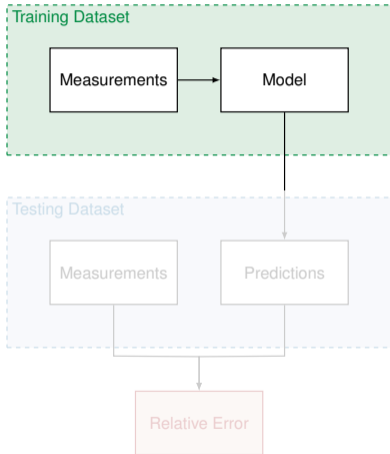 Training Dataset
Measurements
Model
Testing Dataset
Measurements
Predictions
Relative Error